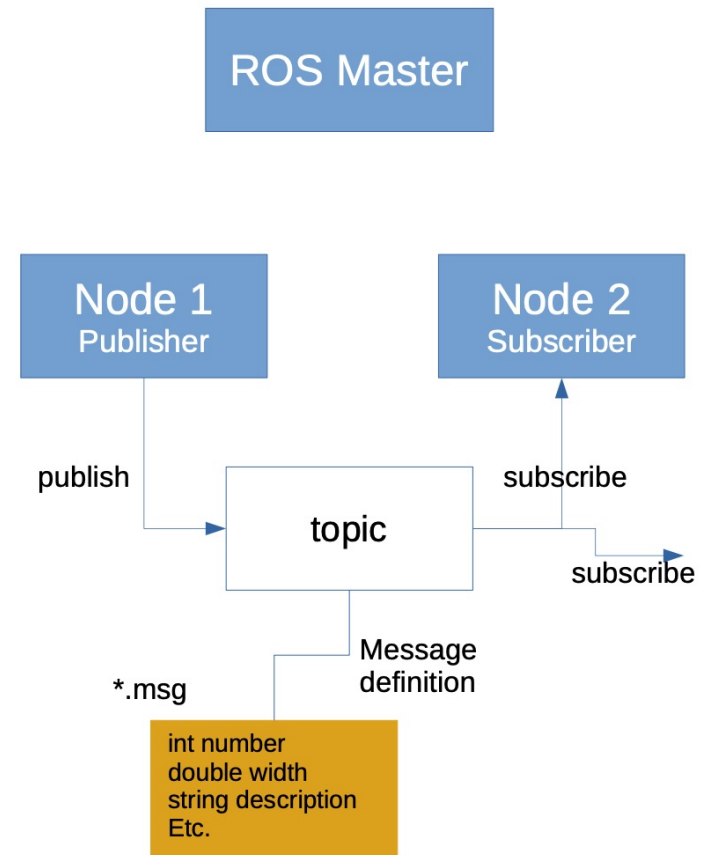 ROS Master
Node 1
Publisher
Node 2
Subscriber
publish
subscribe
topic
subscribe
Message
definition
*.msg
int number
double width
string description
Etc.